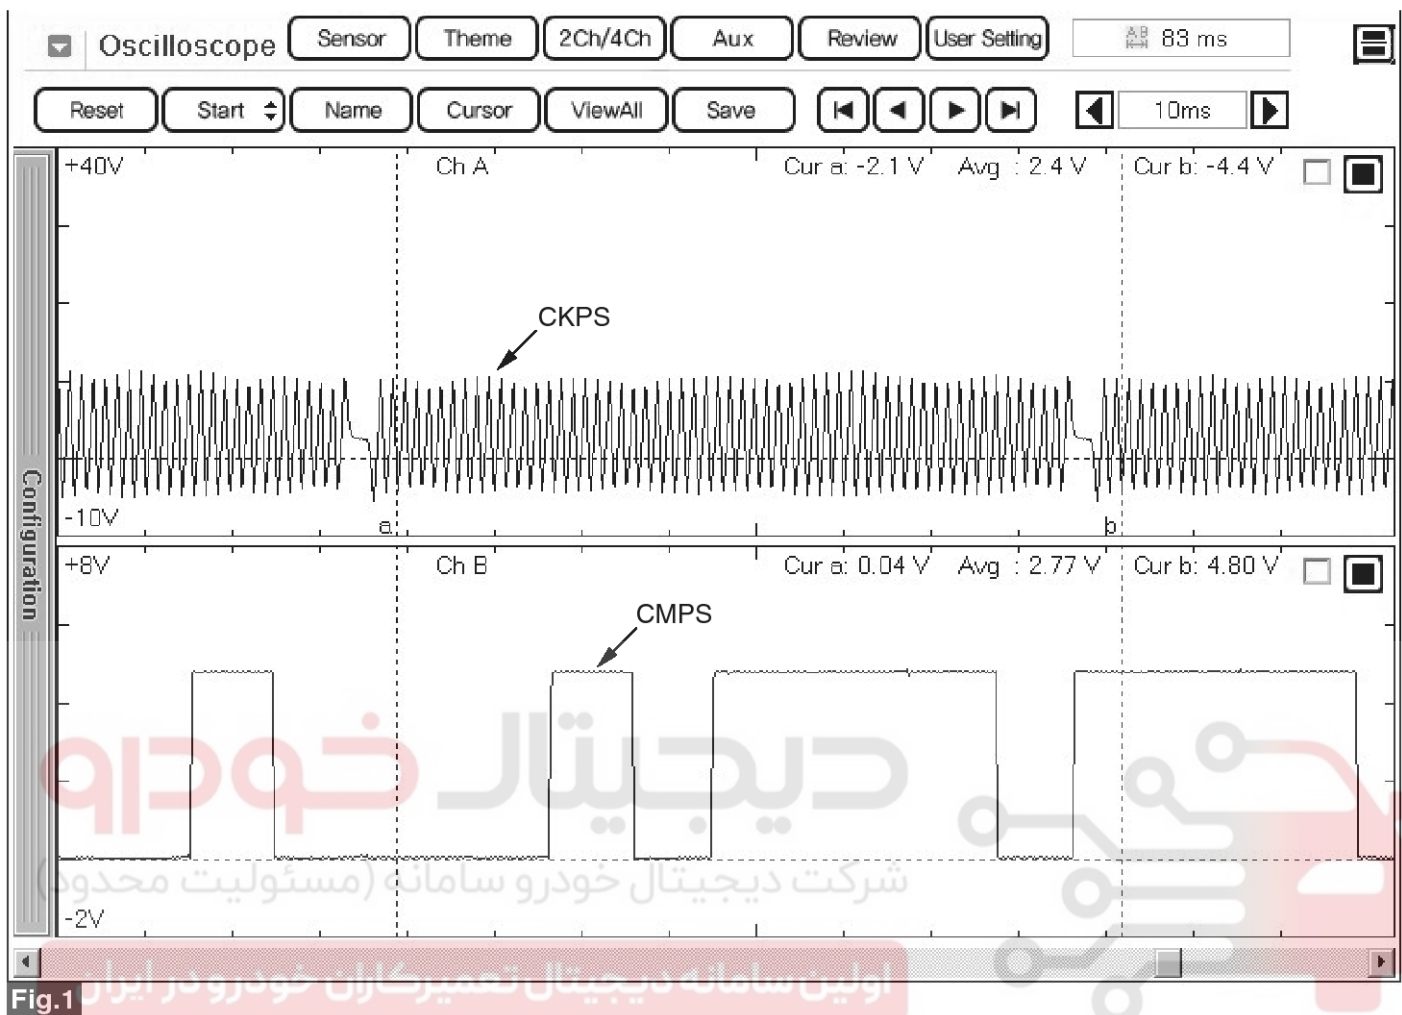 Oscilloscope Sensor Theme 2Ch/4Ch Aux Review User Setting AB 83 ms
Reset Start Name Cursor ViewAll Save 10ms
+40V Ch A Cur a: -2.1 V Avg : 2.4 V Cur b: -4.4 V
CKPS
-10V a b
Configuration
+8V Ch B Cur a: 0.04 V Avg : 2.77 V Cur b: 4.80 V
CMPS
دیجیتال خودرو
شرکت دیجیتال خودرو سامانه (مسئولیت محدود)
-2V
اولین سامانه دیجیتال تعمیرکاران خودرو در ایران
Fig.1